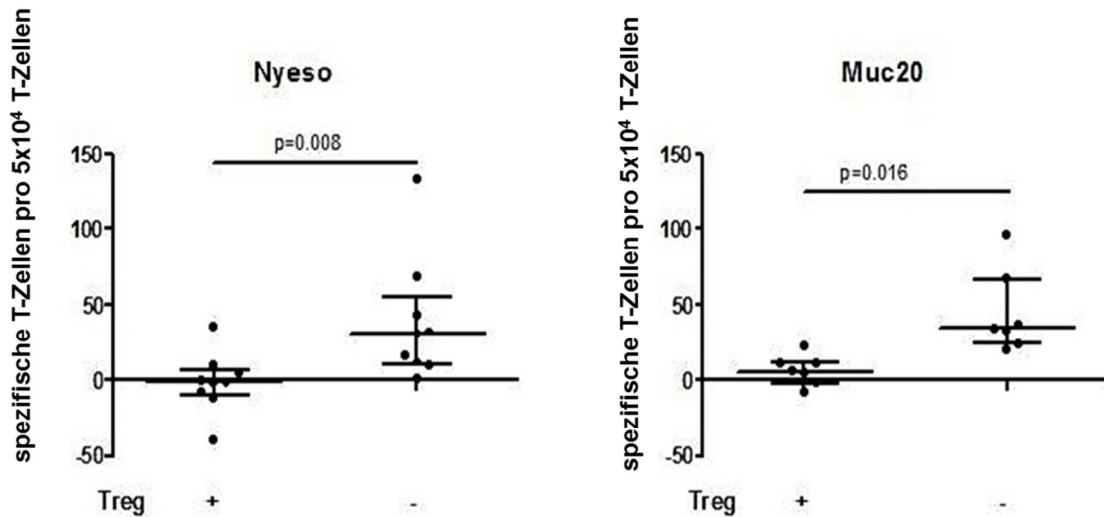 Nyeso
spezifische T-Zellen pro 5x10⁴ T-Zellen
p=0.008
150
100
50
0
-50
Treg + -
Muc20
spezifische T-Zellen pro 5x10⁴ T-Zellen
p=0.016
150
100
50
0
-50
Treg + -